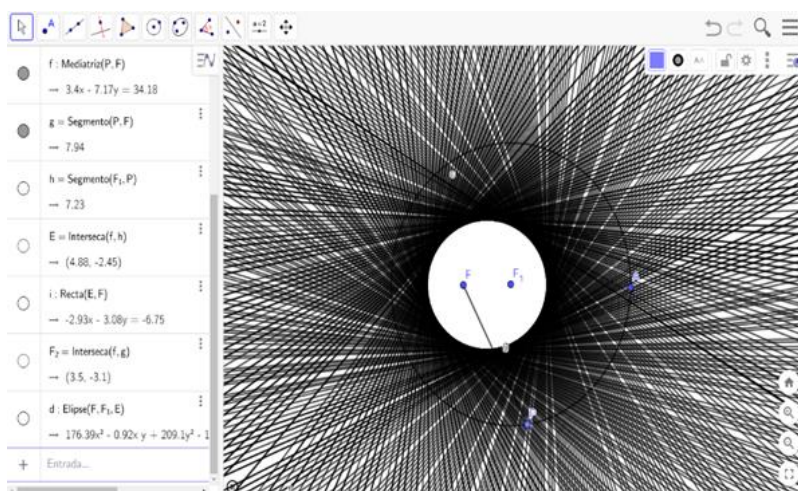 A
a=2
f : Mediatriz(P, F)
→ 3.4x - 7.17y = 34.18
g = Segmento(P, F)
→ 7.94
h = Segmento(F₁, P)
→ 7.23
E = Interseca(f, h)
→ (4.88, -2.45)
i : Recta(E, F)
→ -2.93x - 3.08y = -6.75
F₂ = Interseca(f, g)
→ (3.5, -3.1)
d : Elipse(F, F₁, E)
→ 176.39x² - 0.92x y + 209.1y² - 1
Entrada...
AA
F
F₁